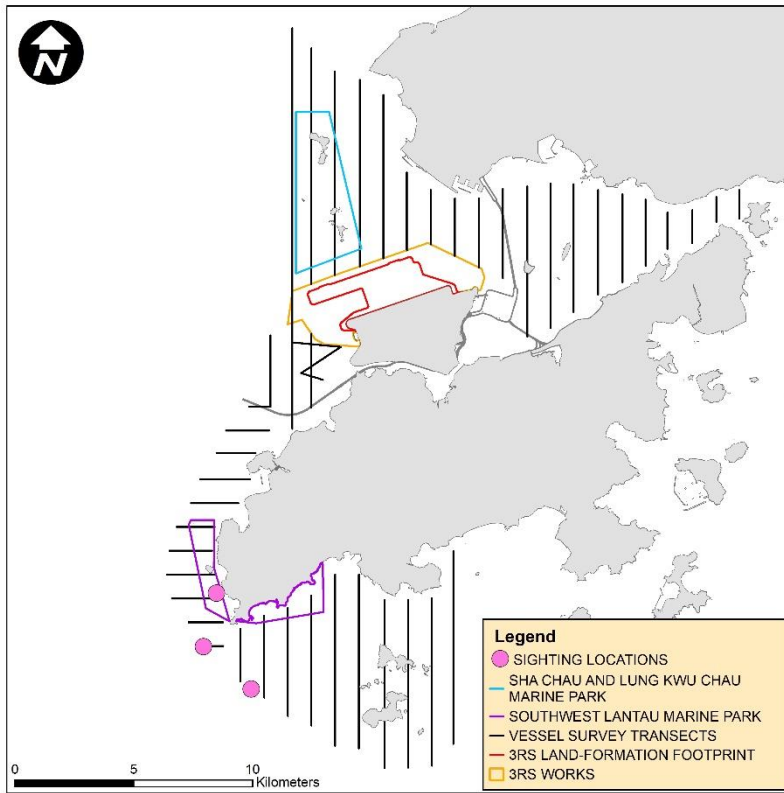 N
Legend
SIGHTING LOCATIONS
SHA CHAU AND LUNG KWU CHAU
MARINE PARK
SOUTHWEST LANTAU MARINE PARK
VESSEL SURVEY TRANSECTS
3RS LAND-FORMATION FOOTPRINT
3RS WORKS
0 5 10
Kilometers